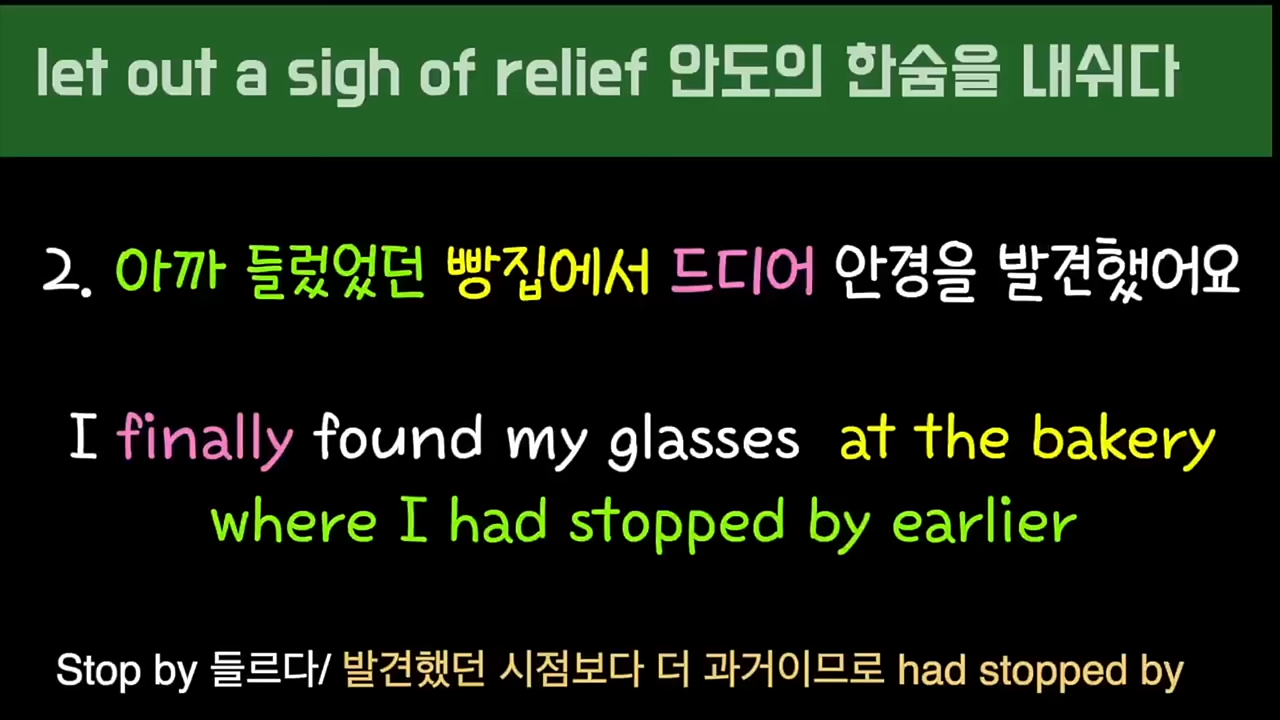 let out a sigh of relief 안도의 한숨을 내쉬다
2. 아까 들렀었던 빵집에서 드디어 안경을 발견했어요
I finally found my glasses at the bakery
where I had stopped by earlier
Stop by 들르다/ 발견했던 시점보다 더 과거이므로 had stopped by